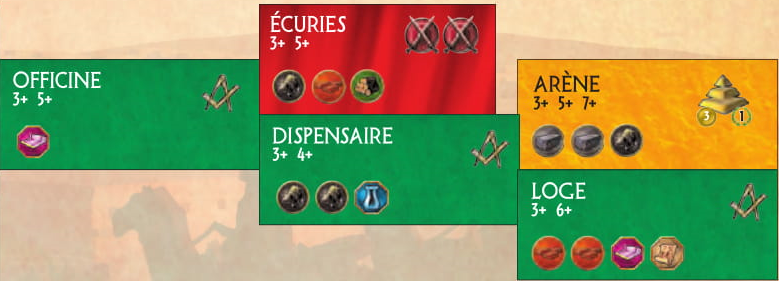 OFFICINE
3+ 5+
ÉCURIES
3+ 5+
DISPENSAIRE
3+ 4+
ARÈNE
3+ 5+ 7+
3 1
LOGE
3+ 6+